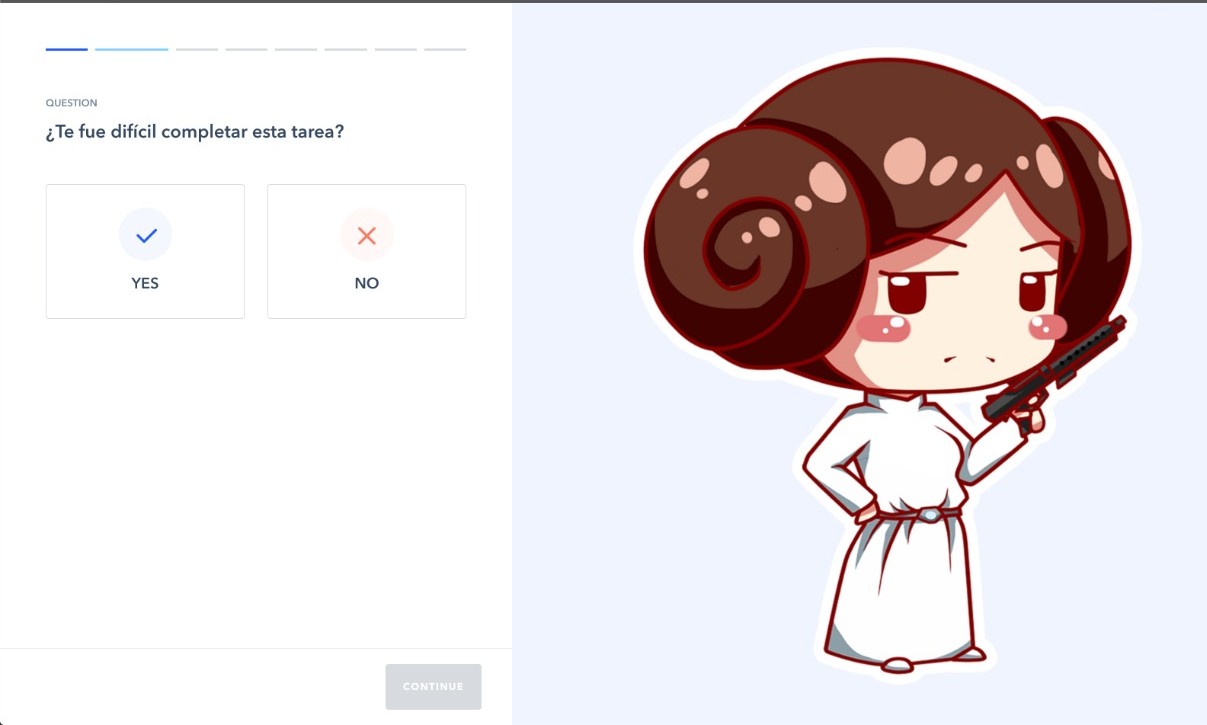 QUESTION
¿Te fue difícil completar esta tarea?
YES
NO
CONTINUE